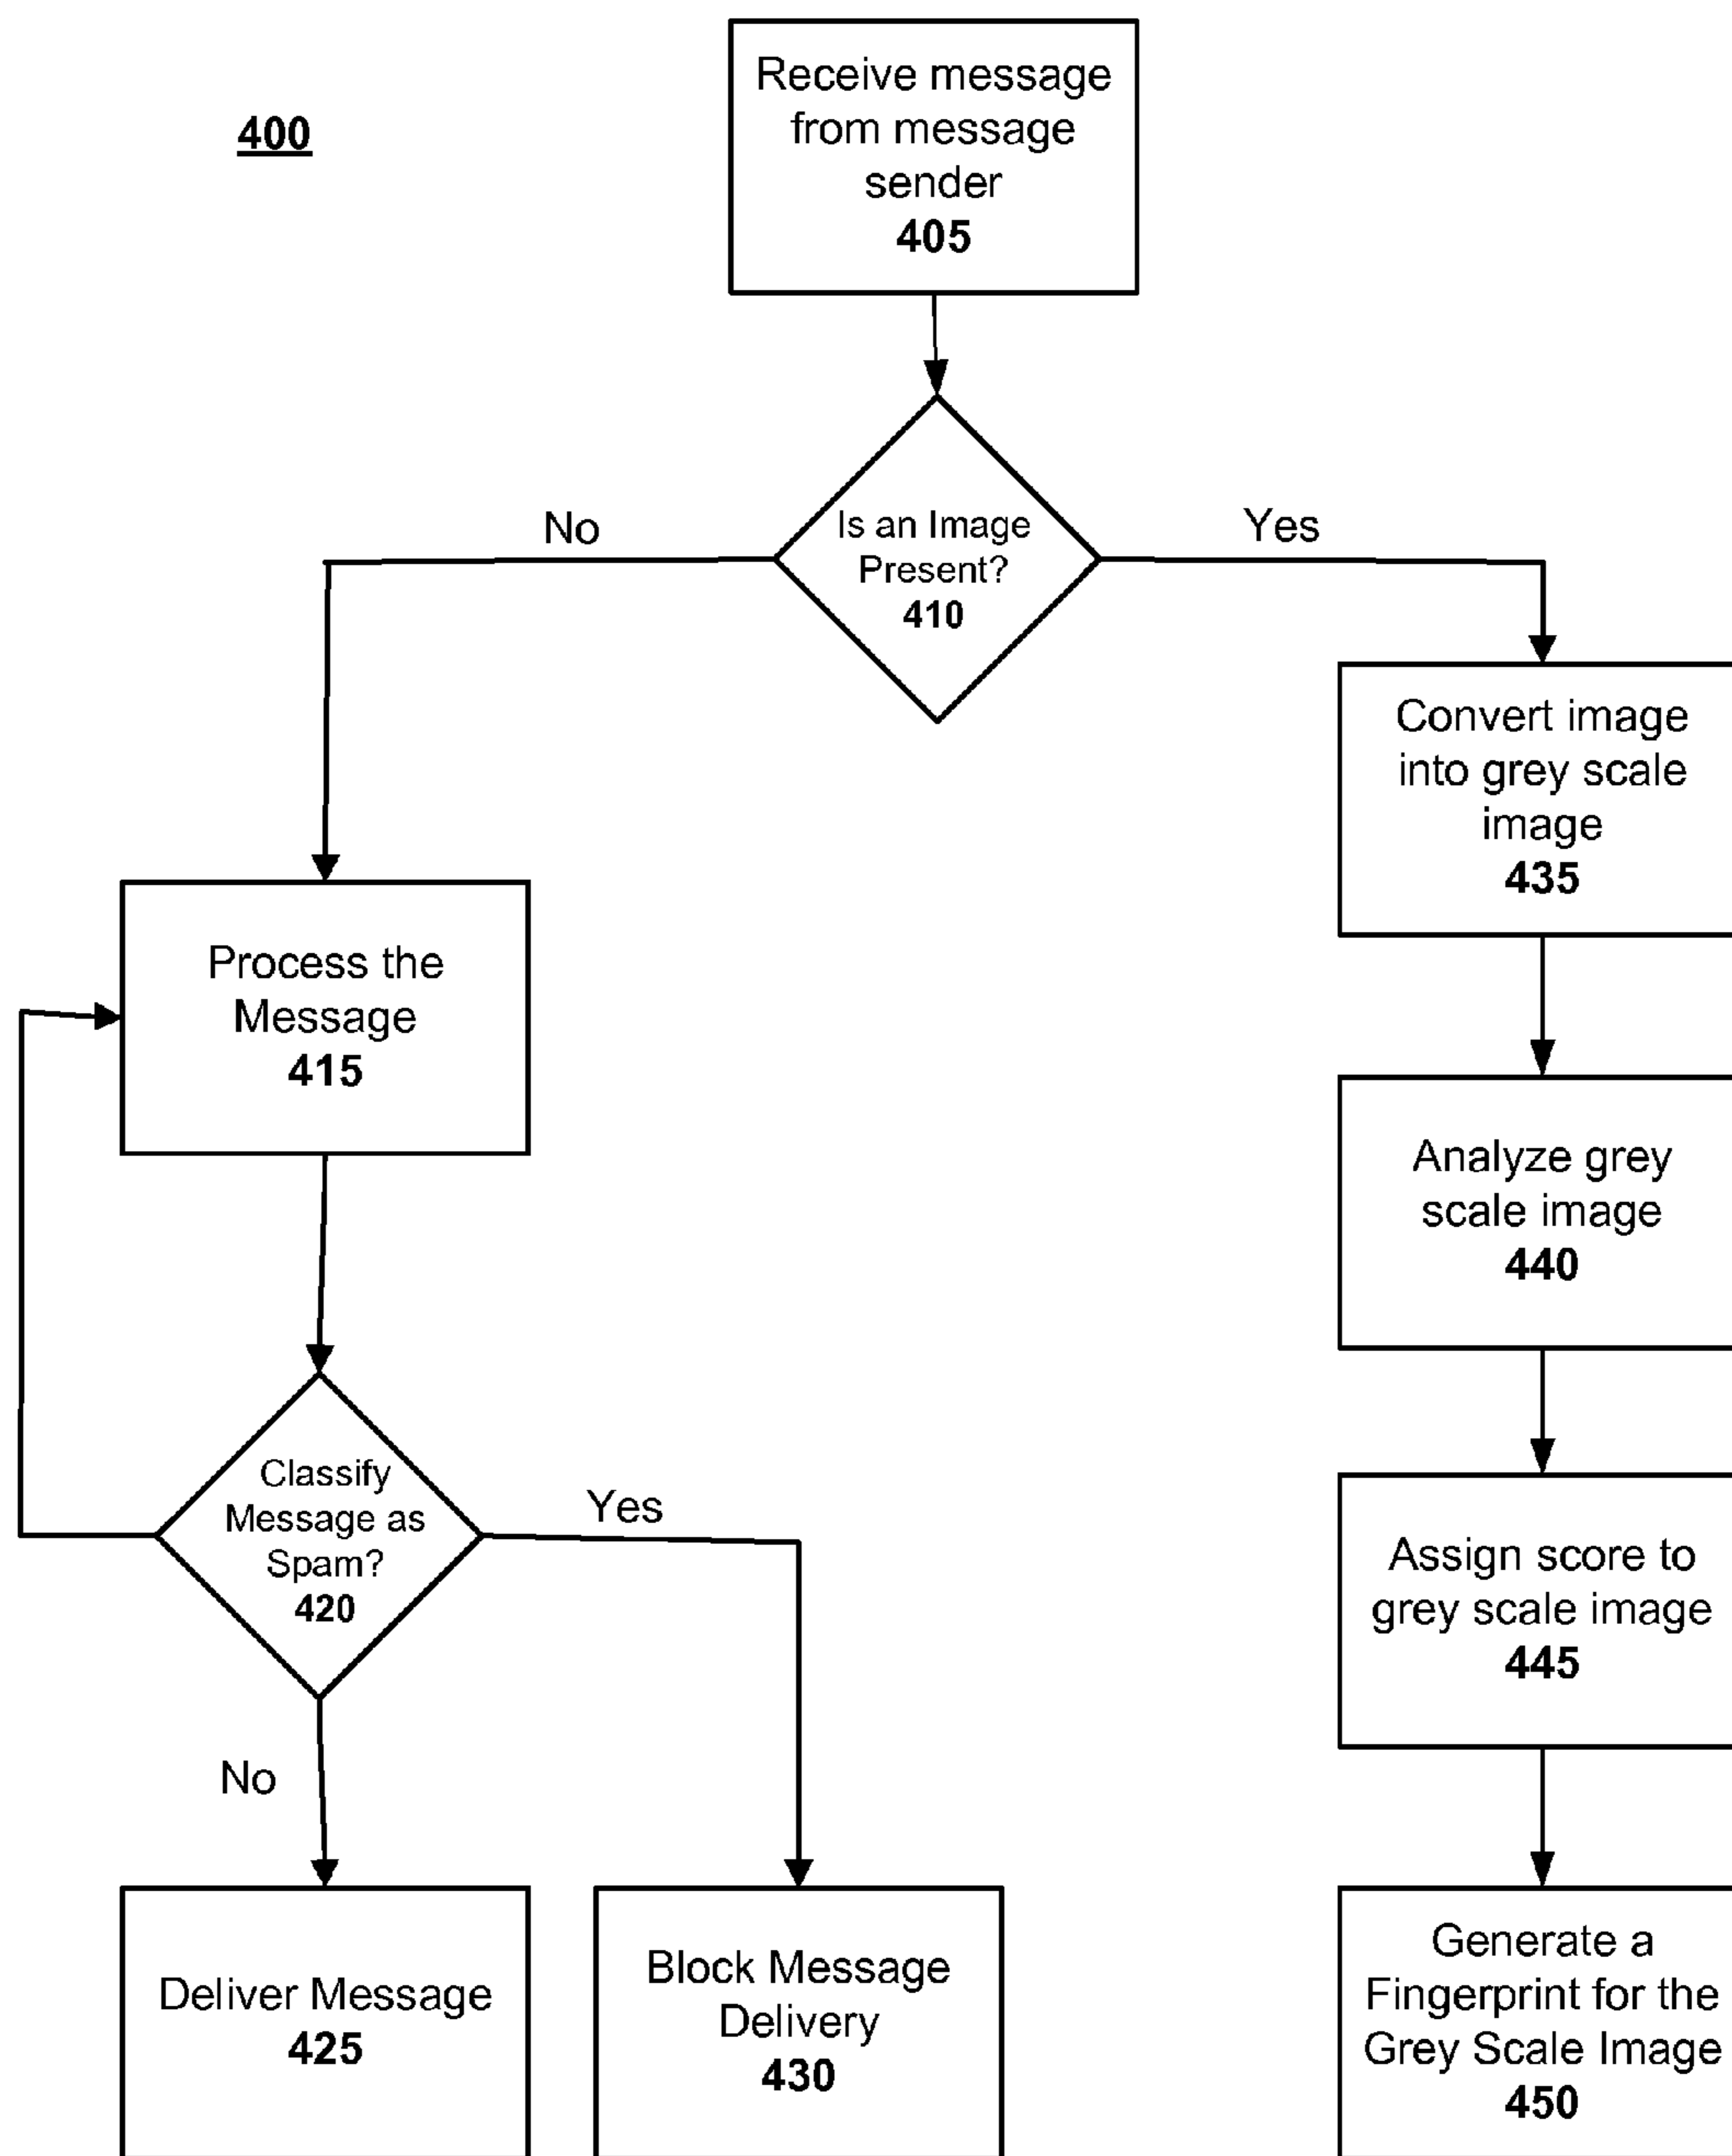 400
Receive message
from message
sender
405
Is an Image
Present?
410
No
Yes
Convert image
into grey scale
image
435
Process the
Message
415
Analyze grey
scale image
440
Classify
Message as
Spam?
420
Yes
No
Assign score to
grey scale image
445
Deliver Message
425
Block Message
Delivery
430
Generate a
Fingerprint for the
Grey Scale Image
450